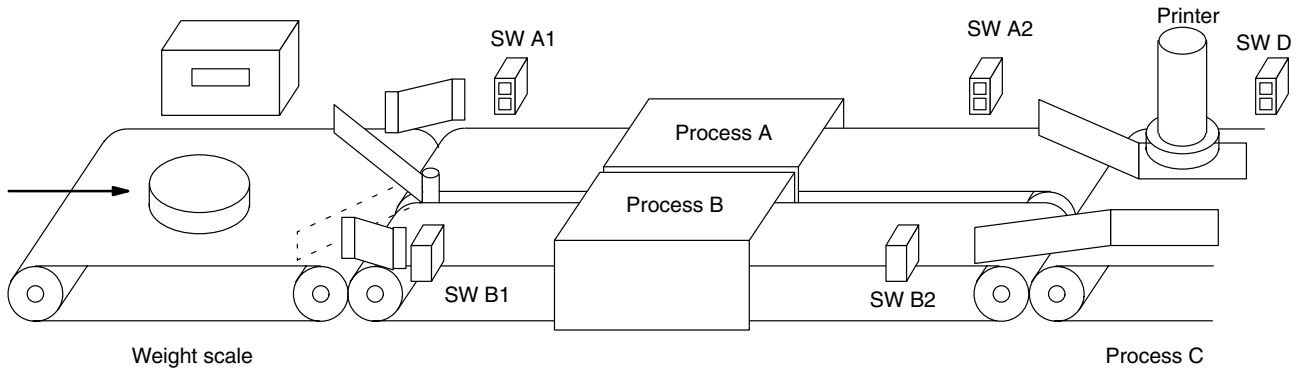 Printer
SW A1
SW A2
SW D
Process A
Process B
SW B1
SW B2
Weight scale
Process C